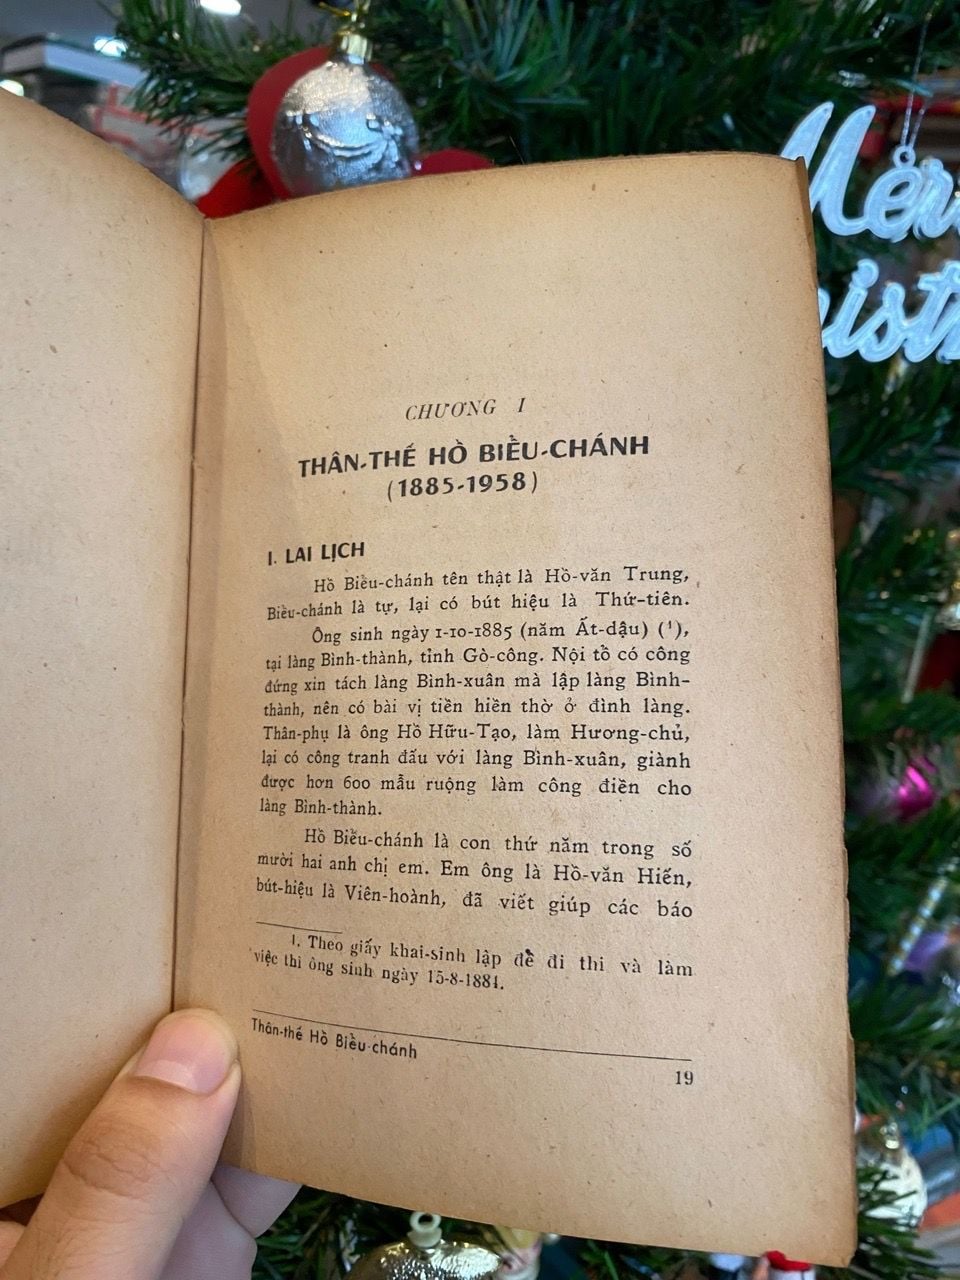 CHƯƠNG I
THÂN-THẾ HỒ BIỂU-CHÁNH
(1885-1958)
I. LAI LỊCH
Hồ Biểu-chánh tên thật là Hồ-văn Trung,
Biểu-chánh là tự, lại có bút hiệu là Thứ-tiên.
Ông sinh ngày 1-10-1885 (năm Ất-dậu) (¹),
tại làng Bình-thành, tỉnh Gò-công. Nội tổ có công
đứng xin tách làng Bình-xuân mà lập làng Bình-
thành, nên có bài vị tiền hiền thờ ở đình làng.
Thân-phụ là ông Hồ Hữu-Tạo, làm Hương-chủ,
lại có công tranh đấu với làng Bình-xuân, giành
được hơn 600 mẫu ruộng làm công điền cho
làng Bình-thành.
Hồ Biểu-chánh là con thứ năm trong số
mười hai anh chị em. Em ông là Hồ-văn Hiến,
bút-hiệu là Viên-hoành, đã viết giúp các báo
1. Theo giấy khai-sinh lập để đi thi và làm
việc thì ông sinh ngày 15-8-1884.
Thân-thế Hồ Biểu-chánh
19
Merr
rist